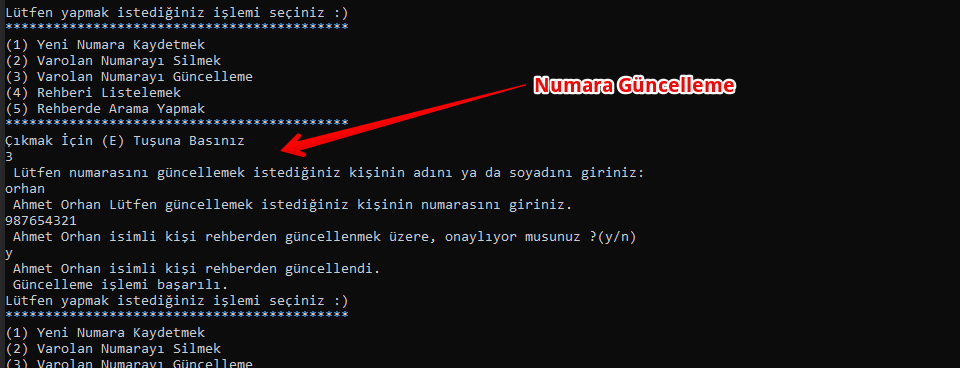 Lütfen yapmak istediğiniz işlemi seçiniz :)
*******************************************
(1) Yeni Numara Kaydetmek
(2) Varolan Numarayı Silmek
(3) Varolan Numarayı Güncelleme
(4) Rehberi Listelemek
(5) Rehberde Arama Yapmak
*******************************************
Çıkmak İçin (E) Tuşuna Basınız
3
Lütfen numarasını güncellemek istediğiniz kişinin adını ya da soyadını giriniz:
orhan
Ahmet Orhan Lütfen güncellemek istediğiniz kişinin numarasını giriniz.
987654321
Ahmet Orhan isimli kişi rehberden güncellenmek üzere, onaylıyor musunuz ?(y/n)
y
Ahmet Orhan isimli kişi rehberden güncellendi.
Güncelleme işlemi başarılı.
Lütfen yapmak istediğiniz işlemi seçiniz :)
*******************************************
(1) Yeni Numara Kaydetmek
(2) Varolan Numarayı Silmek
(3) Varolan Numarayı Güncelleme
Numara Güncelleme